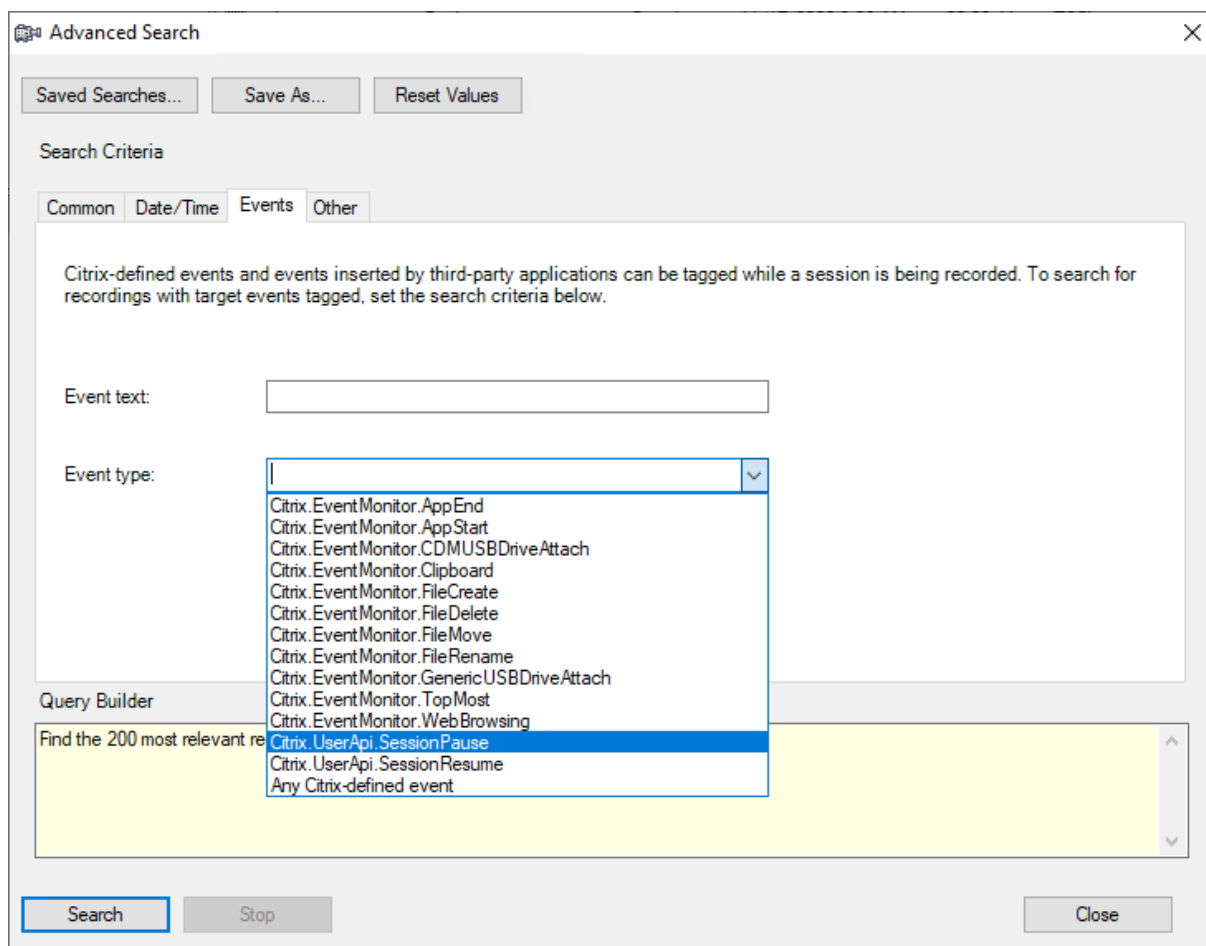 Advanced Search
Saved Searches... Save As... Reset Values
Search Criteria
Common Date/Time Events Other
Citrix-defined events and events inserted by third-party applications can be tagged while a session is being recorded. To search for
recordings with target events tagged, set the search criteria below.
Event text:
Event type:
Citrix.EventMonitor.AppEnd
Citrix.EventMonitor.AppStart
Citrix.EventMonitor.CDMUSBDriveAttach
Citrix.EventMonitor.Clipboard
Citrix.EventMonitor.FileCreate
Citrix.EventMonitor.FileDelete
Citrix.EventMonitor.FileMove
Citrix.EventMonitor.FileRename
Citrix.EventMonitor.GenericUSBDriveAttach
Citrix.EventMonitor.TopMost
Citrix.EventMonitor.WebBrowsing
Citrix.UserApi.SessionPause
Citrix.UserApi.SessionResume
Any Citrix-defined event
Query Builder
Find the 200 most relevant re
Search Stop Close